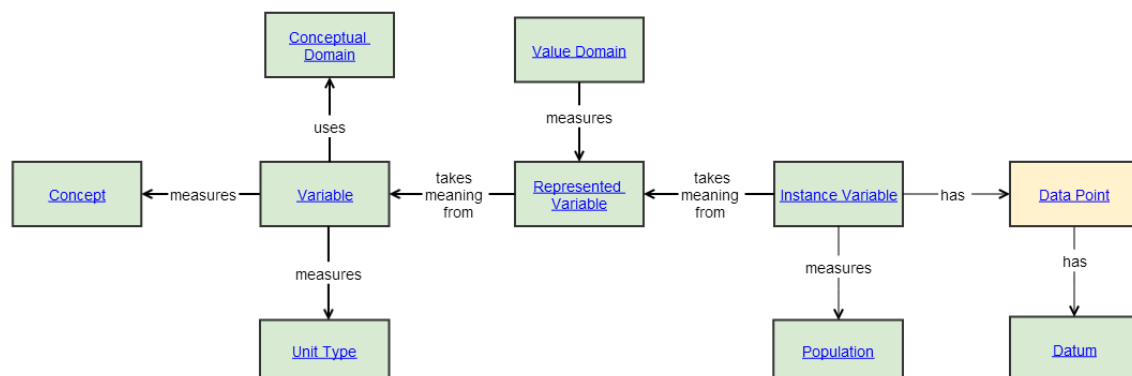 Conceptual
Domain
Value Domain
uses
measures
Concept
measures
Variable
takes
meaning
from
Represented
Variable
takes
meaning
from
Instance Variable
has
Data Point
measures
measures
has
Unit Type
Population
Datum